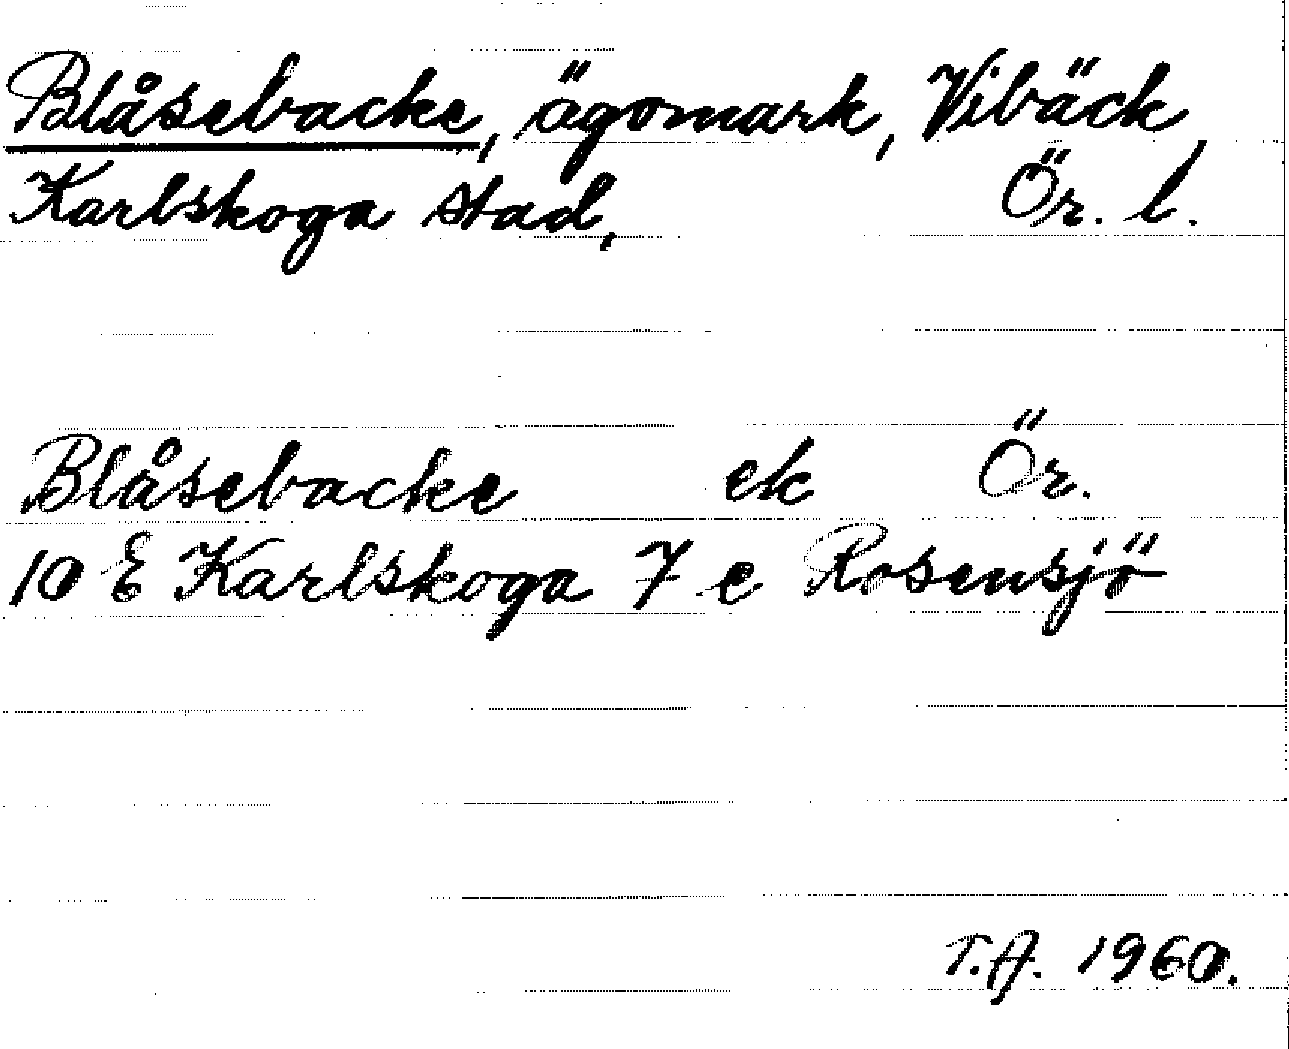 Blåsebacke, ägomark, Vibäck
Karlskoga stad, Ör. l.
Blåsebacke ek Ör.
10 E Karlskoga 7 e Rosensjö
T.A. 1960.